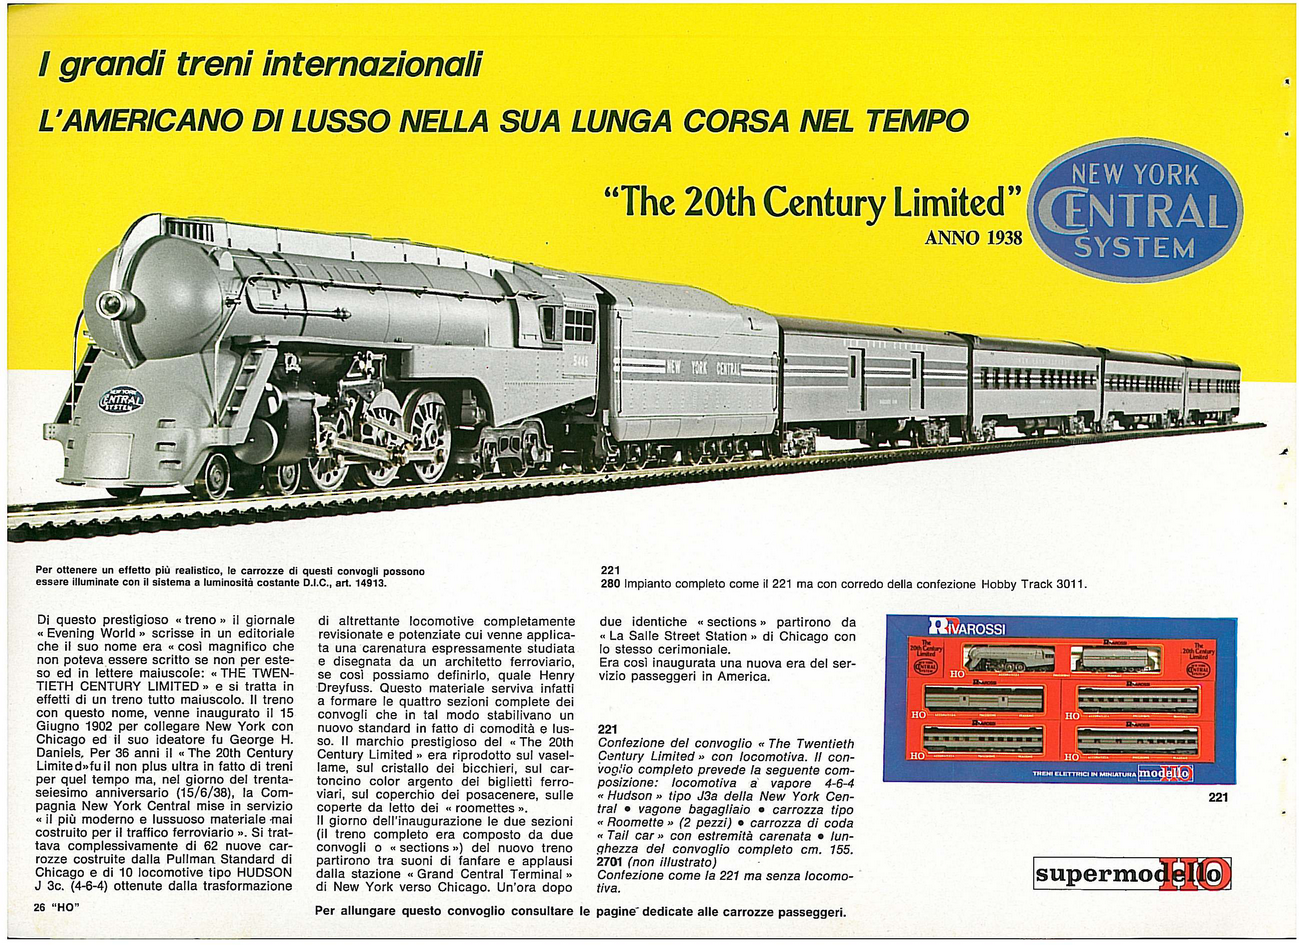 I grandi treni internazionali
L'AMERICANO DI LUSSO NELLA SUA LUNGA CORSA NEL TEMPO
"The 20th Century Limited"
ANNO 1938
NEW YORK
CENTRAL
SYSTEM
5446
NEW YORK CENTRAL
NEW YORK CENTRAL
NEW YORK
CENTRAL
SYSTEM
Per ottenere un effetto più realistico, le carrozze di questi convogli possono
essere illuminate con il sistema a luminosità costante D.I.C., art. 14913.
221
280 Impianto completo come il 221 ma con corredo della confezione Hobby Track 3011.
Di questo prestigioso « treno » il giornale
« Evening World » scrisse in un editoriale
che il suo nome era « così magnifico che
non poteva essere scritto se non per este-
so ed in lettere maiuscole: « THE TWEN-
TIETH CENTURY LIMITED » e si tratta in
effetti di un treno tutto maiuscolo. Il treno
con questo nome, venne inaugurato il 15
Giugno 1902 per collegare New York con
Chicago ed il suo ideatore fu George H.
Daniels. Per 36 anni il « The 20th Century
Limited» fu il non plus ultra in fatto di treni
per quel tempo ma, nel giorno del trenta-
seiesimo anniversario (15/6/38), la Com-
pagnia New York Central mise in servizio
« il più moderno e lussuoso materiale mai
costruito per il traffico ferroviario ». Si trat-
tava complessivamente di 62 nuove car-
rozze costruite dalla Pullman Standard di
Chicago e di 10 locomotive tipo HUDSON
J 3c. (4-6-4) ottenute dalla trasformazione
di altrettante locomotive completamente
revisionate e potenziate cui venne applica-
ta una carenatura espressamente studiata
e disegnata da un architetto ferroviario,
se così possiamo definirlo, quale Henry
Dreyfuss. Questo materiale serviva infatti
a formare le quattro sezioni complete dei
convogli che in tal modo stabilivano un
nuovo standard in fatto di comodità e lus-
so. Il marchio prestigioso del « The 20th
Century Limited » era riprodotto sul vasel-
lame, sul cristallo dei bicchieri, sul car-
toncino color argento dei biglietti ferro-
viari, sul coperchio dei posacenere, sulle
coperte da letto dei « roomettes ».
Il giorno dell'inaugurazione le due sezioni
(il treno completo era composto da due
convogli o « sections ») del nuovo treno
partirono tra suoni di fanfare e applausi
dalla stazione « Grand Central Terminal »
di New York verso Chicago. Un'ora dopo
due identiche « sections » partirono da
« La Salle Street Station » di Chicago con
lo stesso cerimoniale.
Era così inaugurata una nuova era del ser-
vizio passeggeri in America.
221
Confezione del convoglio « The Twentieth
Century Limited » con locomotiva. Il con-
voglio completo prevede la seguente com-
posizione: locomotiva a vapore 4-6-4
« Hudson » tipo J3a della New York Cen-
tral • vagone bagagliaio • carrozza tipo
« Roomette » (2 pezzi) • carrozza di coda
« Tail car » con estremità carenata • lun-
ghezza del convoglio completo cm. 155.
2701 (non illustrato)
Confezione come la 221 ma senza locomo-
tiva.
RIVAROSSI
The
20th Century
Limited
The
20th Century
Limited
HO
HO
HO
HO
HO
TRENI ELETTRICI IN MINIATURA modello HO
221
supermodello HO
26 "HO"
Per allungare questo convoglio consultare le pagine dedicate alle carrozze passeggeri.